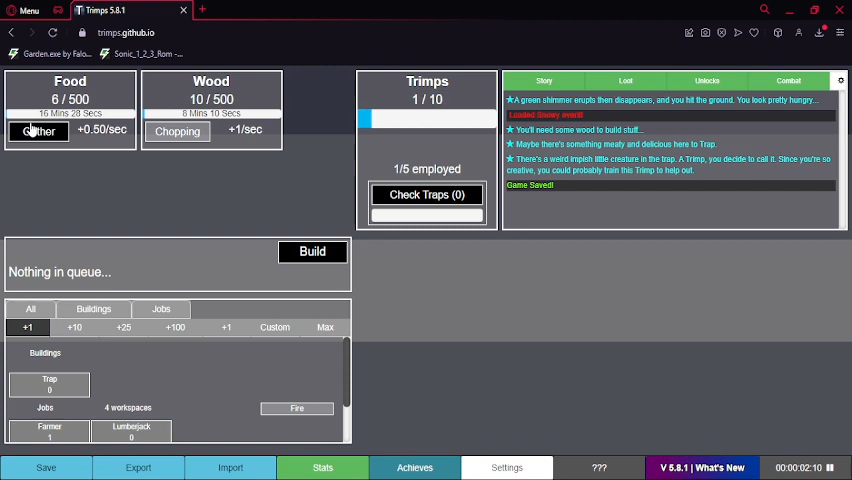 Menu
Trimps 5.8.1
trimps.github.io
Garden.exe by Falo...
Sonic_1_2_3_Rom -...
Food
6 / 500
16 Mins 28 Secs
Gather
+0.50/sec
Wood
10 / 500
8 Mins 10 Secs
Chopping
+1/sec
Trimps
1 / 10
1/5 employed
Check Traps (0)
Story
Loot
Unlocks
Combat
A green shimmer erupts then disappears, and you hit the ground. You look pretty hungry...
Loaded Snowy event!
You'll need some wood to build stuff...
Maybe there's something meaty and delicious here to Trap.
There's a weird impish little creature in the trap. A Trimp, you decide to call it. Since you're so
creative, you could probably train this Trimp to help out.
Game Saved!
Build
Nothing in queue...
All
Buildings
Jobs
+1
+10
+25
+100
+1
Custom
Max
Buildings
Trap
0
Jobs
4 workspaces
Fire
Farmer
1
Lumberjack
0
Save
Export
Import
Stats
Achieves
Settings
???
V 5.8.1 | What's New
00:00:02:10